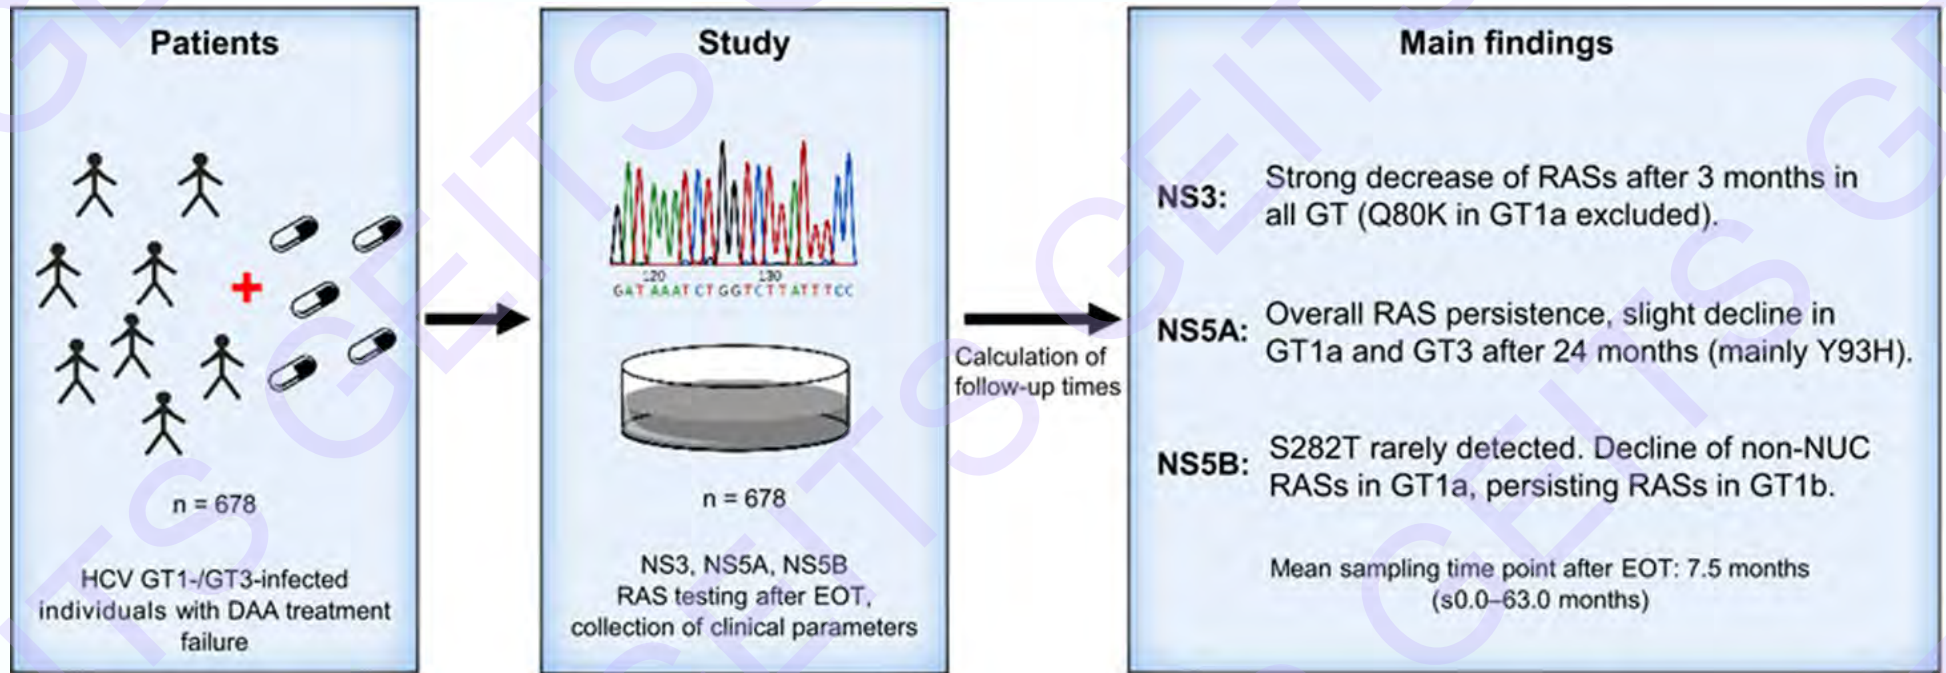 Patients
n = 678
HCV GT1-/GT3-infected
individuals with DAA treatment
failure
Study
120 130
GAT AAAT CT GGTCTT ATTTCC
n = 678
NS3, NS5A, NS5B
RAS testing after EOT,
collection of clinical parameters
Calculation of
follow-up times
Main findings
NS3: Strong decrease of RASs after 3 months in
all GT (Q80K in GT1a excluded).
NS5A: Overall RAS persistence, slight decline in
GT1a and GT3 after 24 months (mainly Y93H).
NS5B: S282T rarely detected. Decline of non-NUC
RASs in GT1a, persisting RASs in GT1b.
Mean sampling time point after EOT: 7.5 months
(s0.0–63.0 months)
GEITS GEITS GEITS